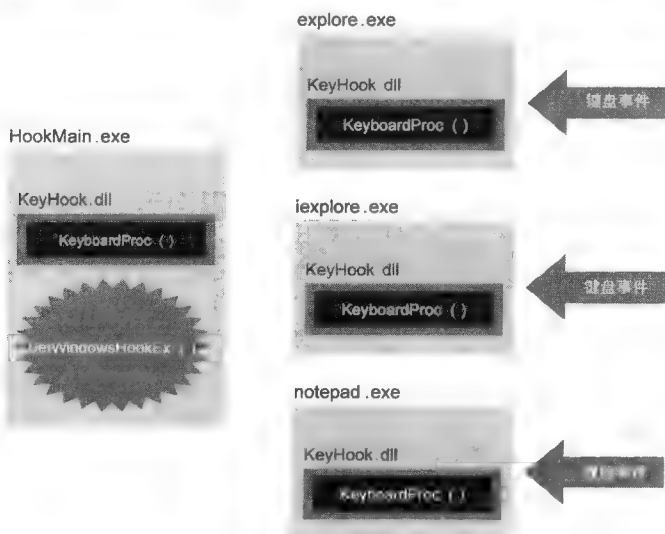 HookMain.exe
KeyHook.dll
KeyboardProc ( )
SetWindowsHookEx ( )
explore.exe
KeyHook dll
KeyboardProc ( )
键盘事件
iexplore.exe
KeyHook dll
KeyboardProc ( )
键盘事件
notepad .exe
KeyHook dll
KeyboardProc ( )